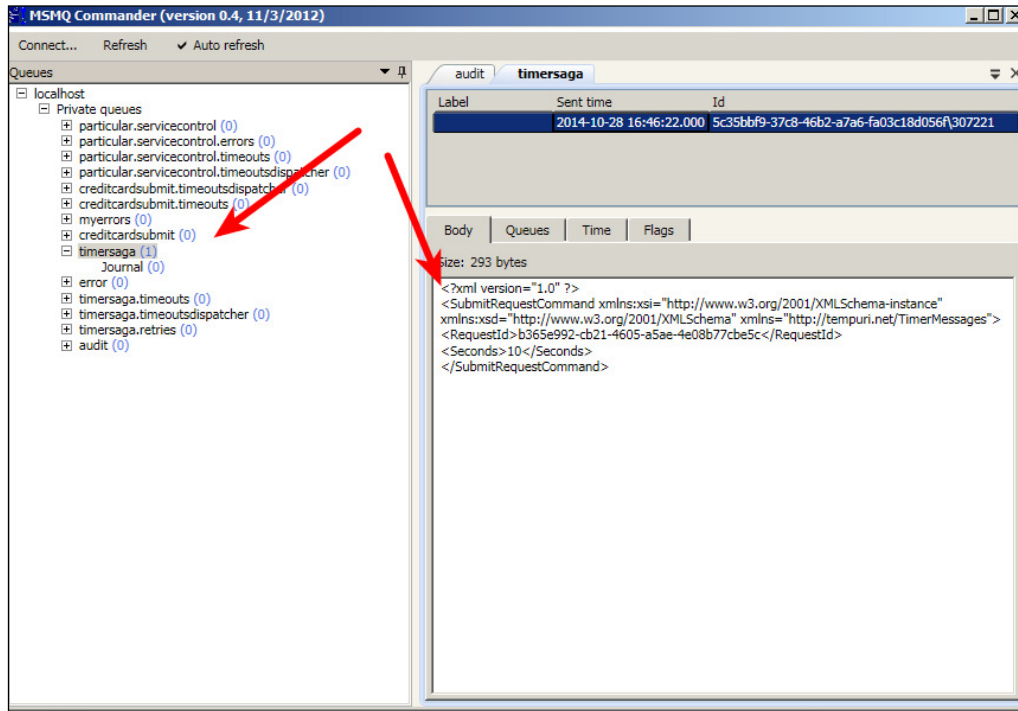 MSMQ Commander (version 0.4, 11/3/2012)
Connect... Refresh ✔ Auto refresh
Queues
localhost
Private queues
particular.servicecontrol (0)
particular.servicecontrol.errors (0)
particular.servicecontrol.timeouts (0)
particular.servicecontrol.timeoutsdispatcher (0)
creditcardsubmit.timeoutsdispatcher (0)
creditcardsubmit.timeouts (0)
myerrors (0)
creditcardsubmit (0)
timersaga (1)
Journal (0)
error (0)
timersaga.timeouts (0)
timersaga.timeoutsdispatcher (0)
timersaga.retries (0)
audit (0)
audit timersaga
Label Sent time Id
2014-10-28 16:46:22.000 5c35bbf9-37c8-46b2-a7a6-fa03c18d056f\307221
Body Queues Time Flags
Size: 293 bytes
<?xml version="1.0" ?>
<SubmitRequestCommand xmlns:xsi="http://www.w3.org/2001/XMLSchema-instance"
xmlns:xsd="http://www.w3.org/2001/XMLSchema" xmlns="http://tempuri.net/TimerMessages">
<RequestId>b365e992-cb21-4605-a5ae-4e08b77cbe5c</RequestId>
<Seconds>10</Seconds>
</SubmitRequestCommand>